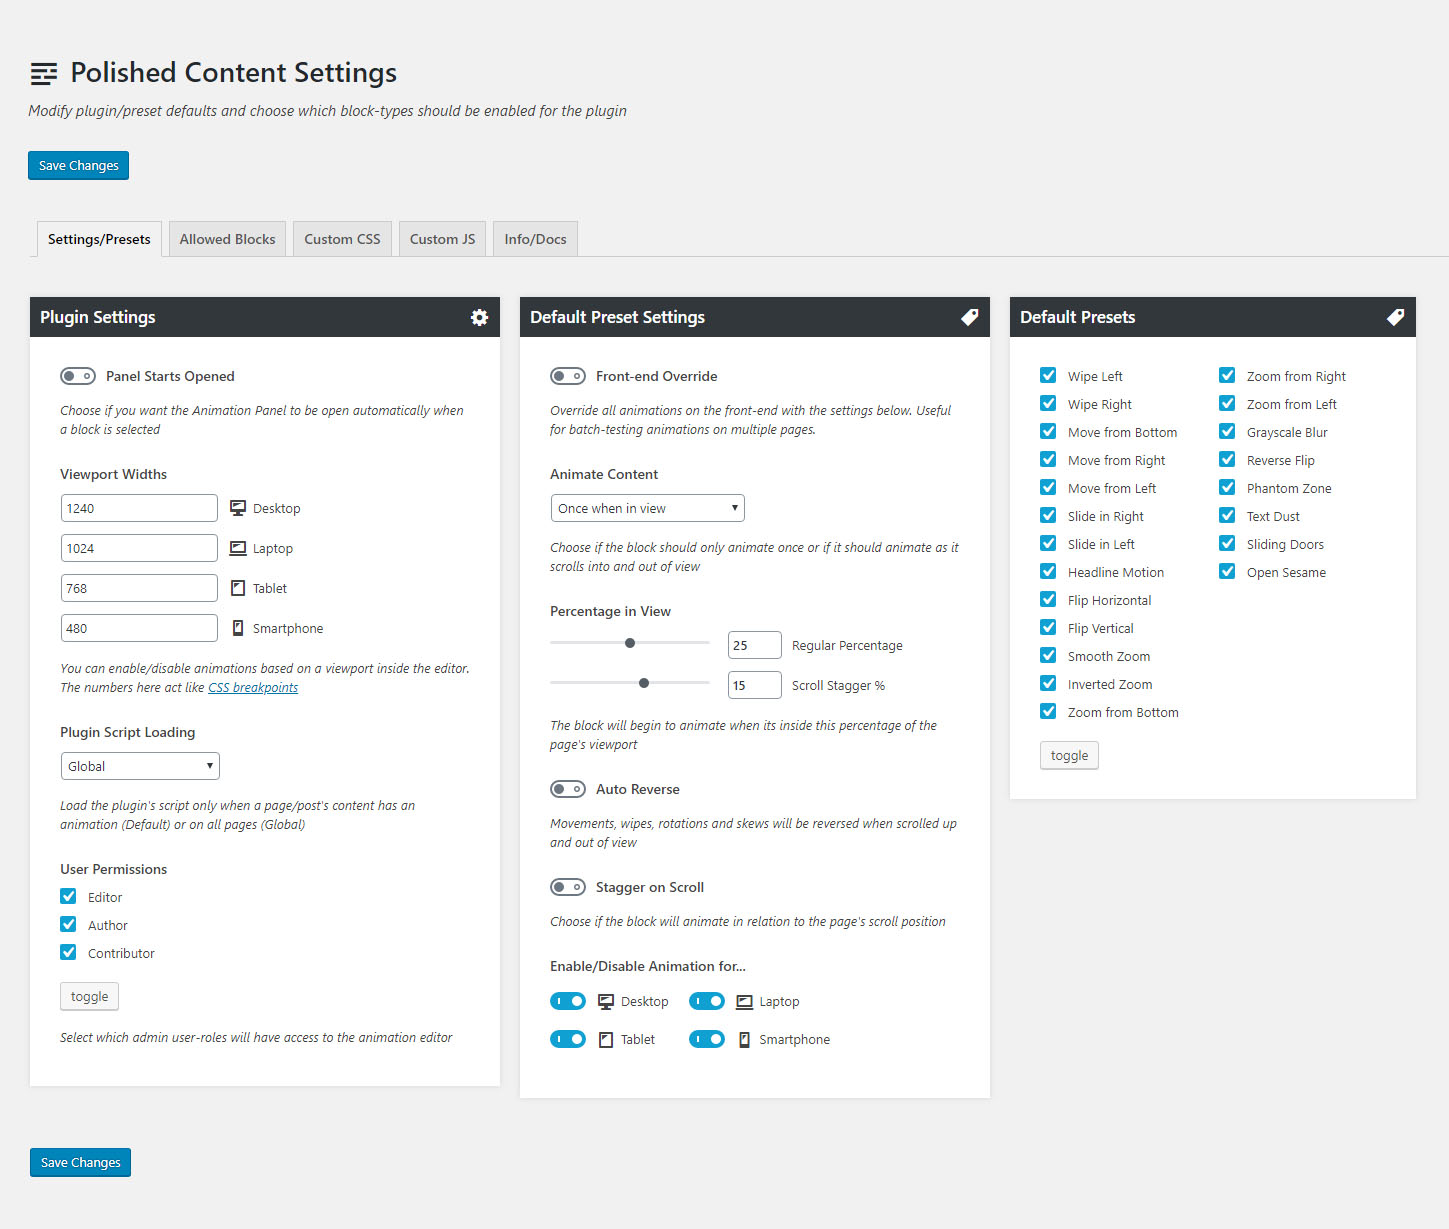 Polished Content Settings
Modify plugin/preset defaults and choose which block-types should be enabled for the plugin
Save Changes
Settings/Presets
Allowed Blocks
Custom CSS
Custom JS
Info/Docs
Plugin Settings
Panel Starts Opened
Choose if you want the Animation Panel to be open automatically when
a block is selected
Viewport Widths
1240 Desktop
1024 Laptop
768 Tablet
480 Smartphone
You can enable/disable animations based on a viewport inside the editor.
The numbers here act like CSS breakpoints
Plugin Script Loading
Global
Load the plugin's script only when a page/post's content has an
animation (Default) or on all pages (Global)
User Permissions
Editor
Author
Contributor
toggle
Select which admin user-roles will have access to the animation editor
Default Preset Settings
Front-end Override
Override all animations on the front-end with the settings below. Useful
for batch-testing animations on multiple pages.
Animate Content
Once when in view
Choose if the block should only animate once or if it should animate as it
scrolls into and out of view
Percentage in View
25 Regular Percentage
15 Scroll Stagger %
The block will begin to animate when its inside this percentage of the
page's viewport
Auto Reverse
Movements, wipes, rotations and skews will be reversed when scrolled up
and out of view
Stagger on Scroll
Choose if the block will animate in relation to the page's scroll position
Enable/Disable Animation for...
Desktop
Laptop
Tablet
Smartphone
Default Presets
Wipe Left
Wipe Right
Move from Bottom
Move from Right
Move from Left
Slide in Right
Slide in Left
Headline Motion
Flip Horizontal
Flip Vertical
Smooth Zoom
Inverted Zoom
Zoom from Bottom
Zoom from Right
Zoom from Left
Grayscale Blur
Reverse Flip
Phantom Zone
Text Dust
Sliding Doors
Open Sesame
toggle
Save Changes